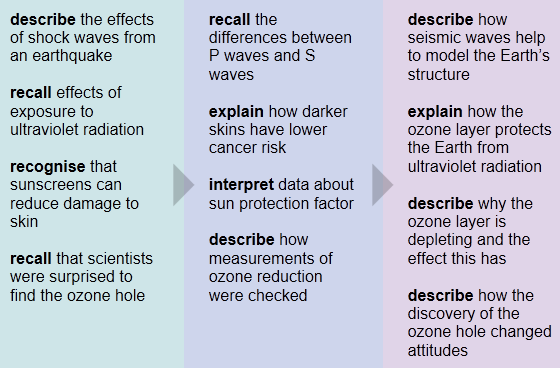 describe the effects
of shock waves from
an earthquake
recall effects of
exposure to
ultraviolet radiation
recognise that
sunscreens can
reduce damage to
skin
recall that scientists
were surprised to
find the ozone hole
recall the
differences between
P waves and S
waves
explain how darker
skins have lower
cancer risk
interpret data about
sun protection factor
describe how
measurements of
ozone reduction
were checked
describe how
seismic waves help
to model the Earth's
structure
explain how the
ozone layer protects
the Earth from
ultraviolet radiation
describe why the
ozone layer is
depleting and the
effect this has
describe how the
discovery of the
ozone hole changed
attitudes